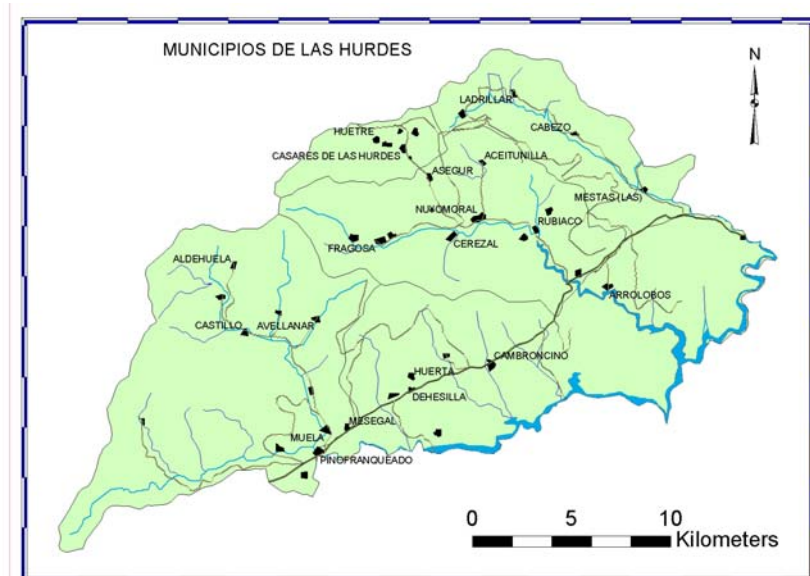 MUNICIPIOS DE LAS HURDES
N
LADRILLAR
HUETRE
CABEZO
CASARES DE LAS HURDES
ACEITUNILLA
ASEGUR
MESTAS (LAS)
NUÑOMORAL
RUBIACO
FRAGOSA
CEREZAL
ALDEHUELA
ARROLOBOS
CASTILLO
AVELLANAR
CAMBRONCINO
HUERTA
DEHESILLA
MESEGAL
MUELA
PINOFRANQUEADO
0 5 10
Kilometers